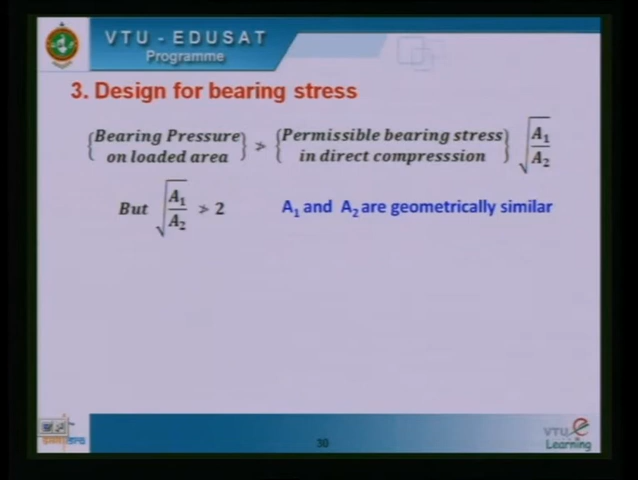 VTU - EDUSAT
Programme
3. Design for bearing stress
{Bearing Pressure on loaded area} ≯ {Permissible bearing stress in direct compresssion} √(A₁/A₂)
But √(A₁/A₂) ≯ 2 A₁ and A₂ are geometrically similar
30
VTU e
Learning